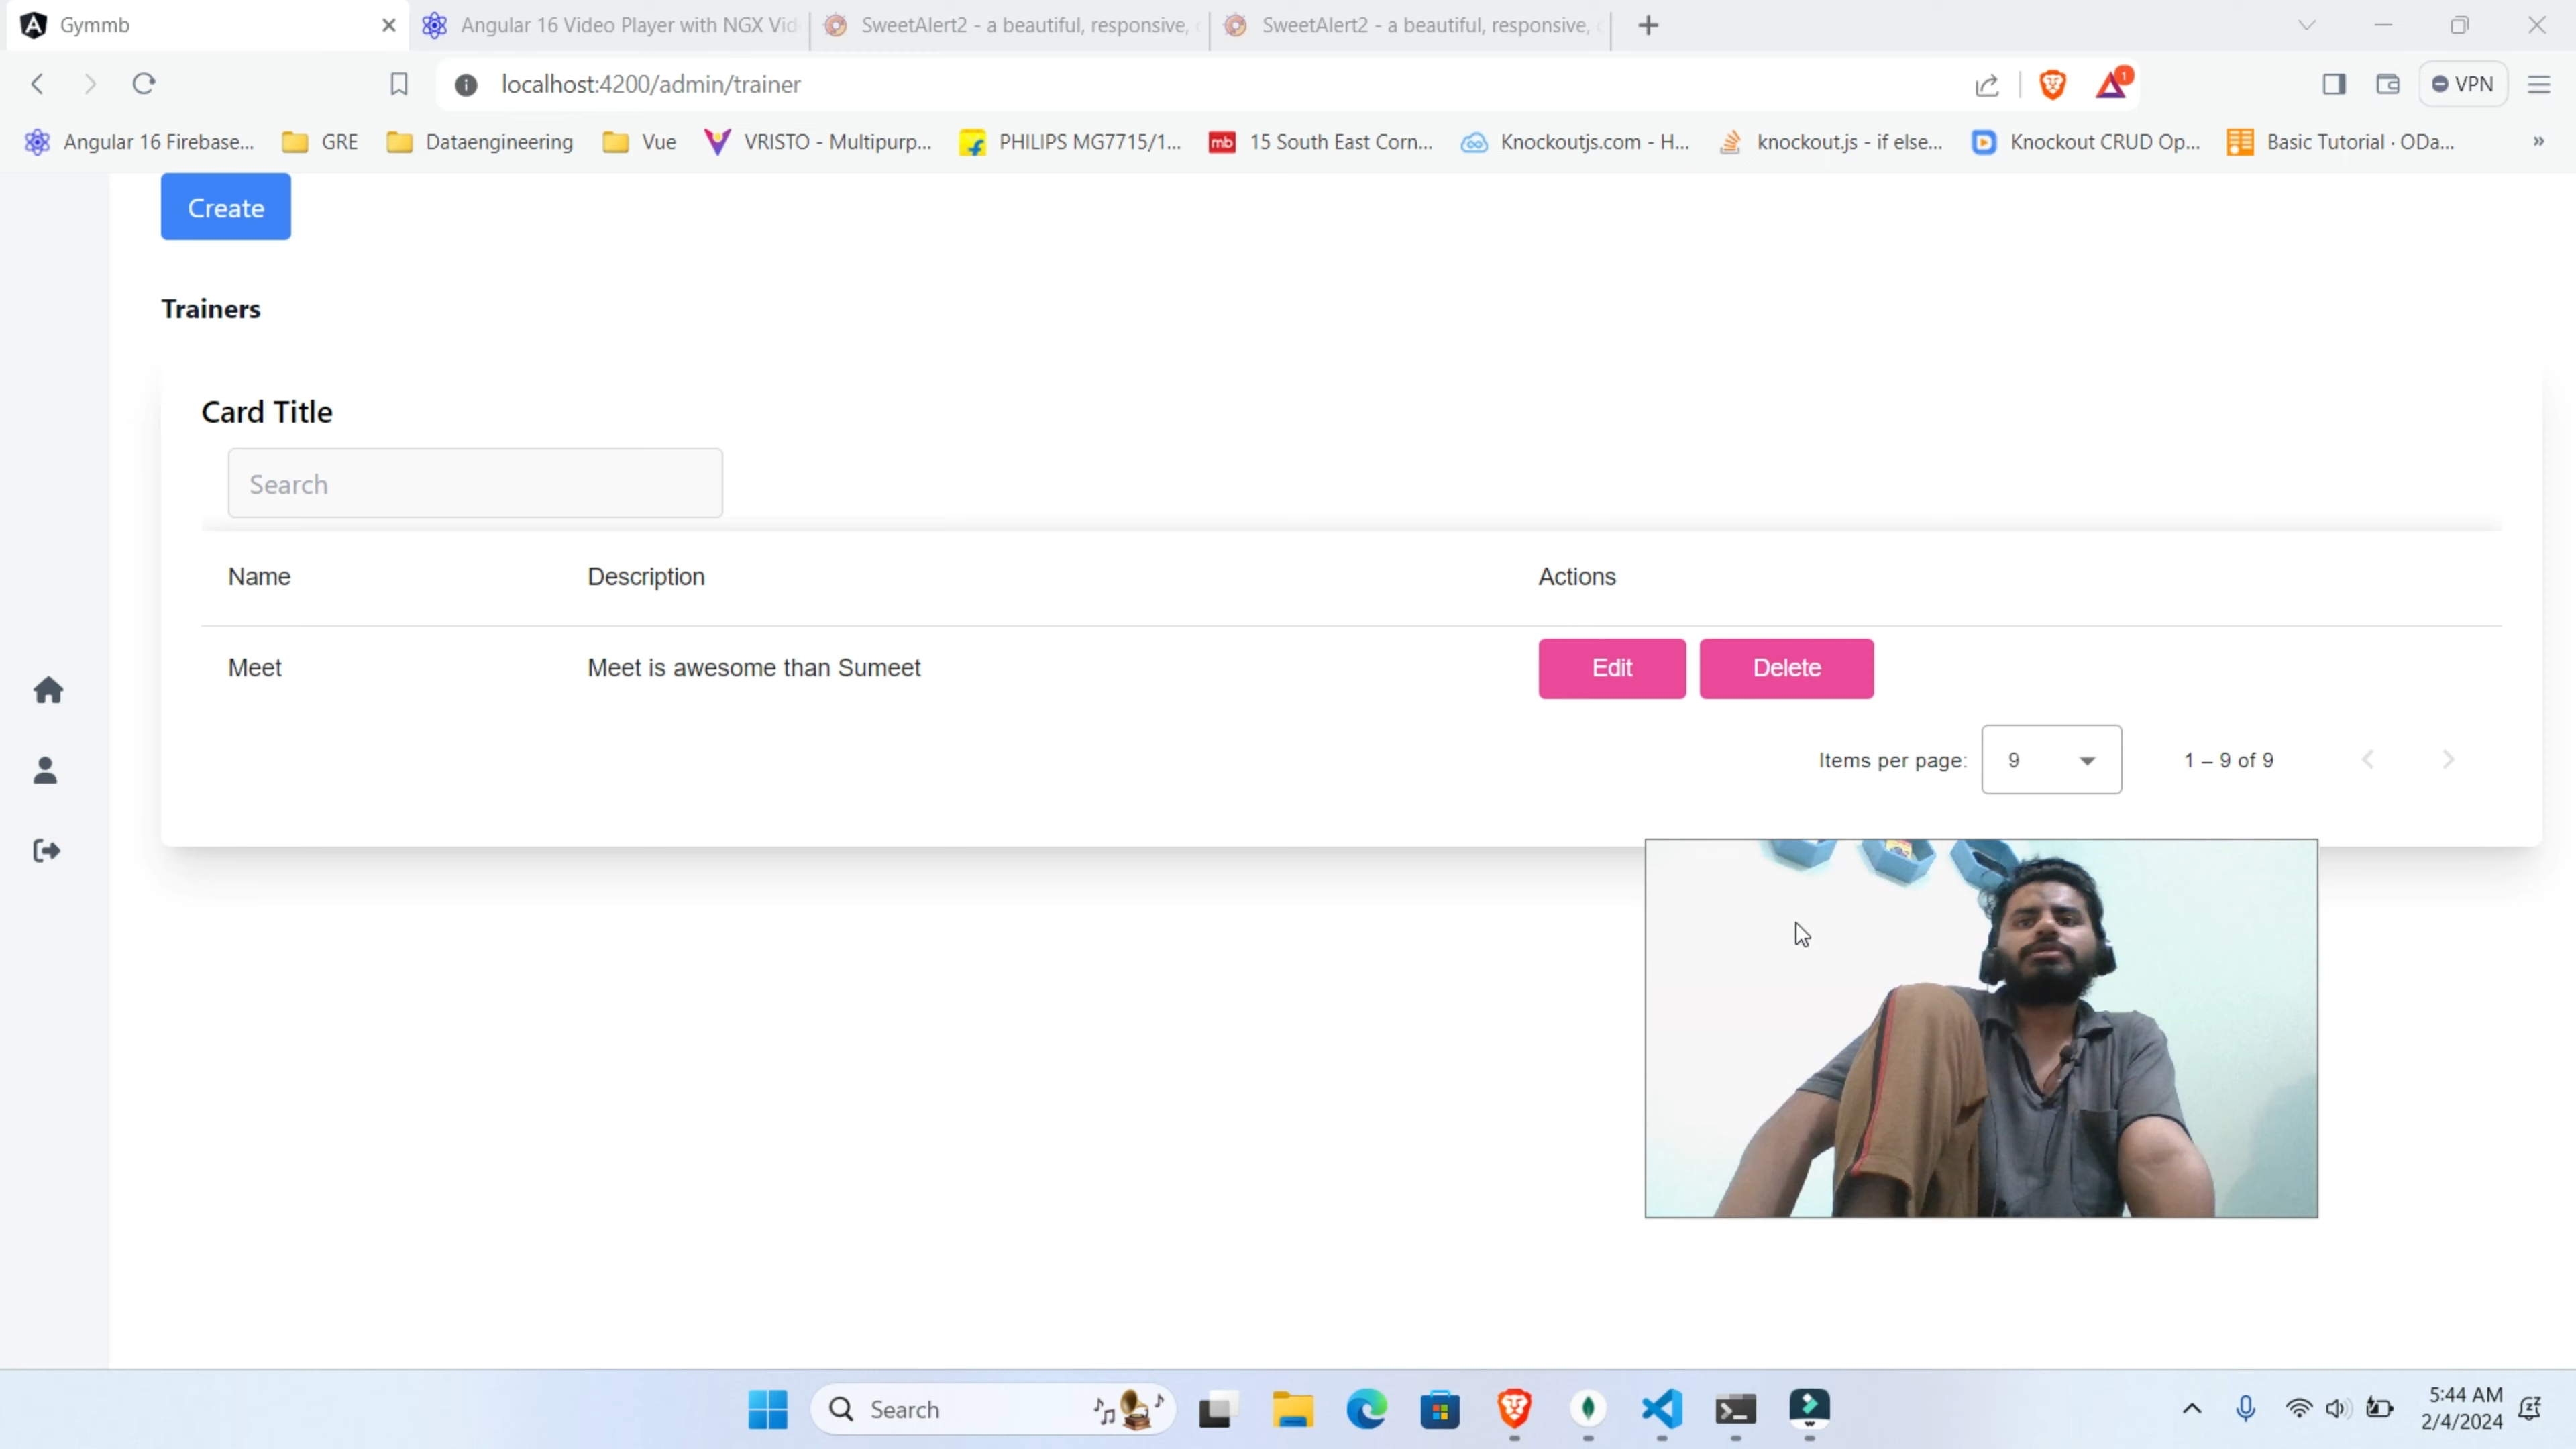 Gymmb
Angular 16 Video Player with NGX Vid
SweetAlert2 - a beautiful, responsive,
SweetAlert2 - a beautiful, responsive,
localhost:4200/admin/trainer
1
VPN
Angular 16 Firebase...
GRE
Dataengineering
Vue
VRISTO - Multipurp...
PHILIPS MG7715/1...
mb
15 South East Corn...
Knockoutjs.com - H...
knockout.js - if else...
Knockout CRUD Op...
Basic Tutorial · ODa...
»
Create
Trainers
Card Title
Search
Name Description Actions
Meet Meet is awesome than Sumeet Edit Delete
Items per page: 9 1 – 9 of 9
Search
5:44 AM
2/4/2024